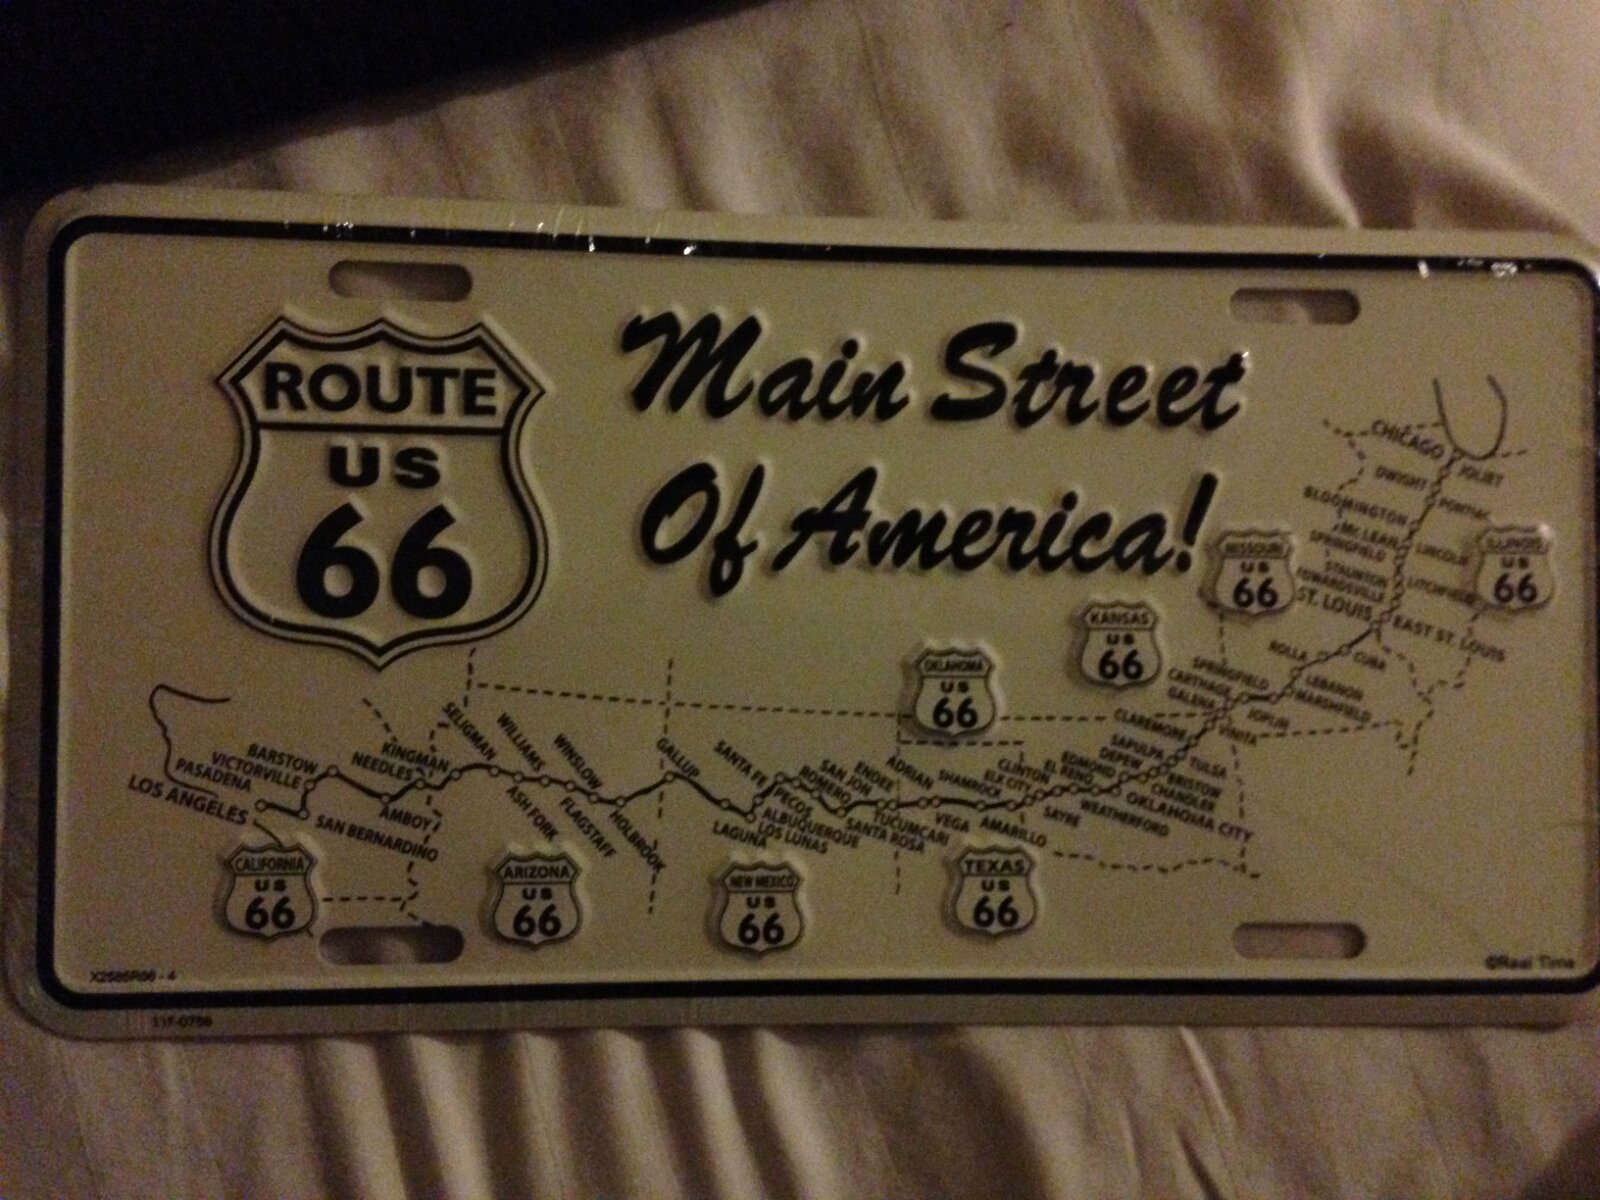 ROUTE
US
66
Main Street
Of America!
CHICAGO
JOLIET
DWIGHT
PONTIAC
BLOOMINGTON
MCLEAN
LINCOLN
SPRINGFIELD
STAUNTON
LITCHFIELD
EDWARDSVILLE
ST. LOUIS
EAST ST. LOUIS
MISSOURI
US
66
ILLINOIS
US
66
KANSAS
US
66
OKLAHOMA
US
66
ROLLA
CUBA
LEBANON
MARSHFIELD
SPRINGFIELD
CARTHAGE
GALENA
JOPLIN
VINITA
CLAREMORE
TULSA
SAPULPA
DEPEW
BRISTOW
CHANDLER
EDMOND
OKLAHOMA CITY
EL RENO
WEATHERFORD
CLINTON
ELK CITY
SAYRE
SHAMROCK
AMARILLO
VEGA
ADRIAN
ENDEE
SAN JON
TUCUMCARI
SANTA ROSA
ROMERO
SANTA FE
PECOS
ALBUQUERQUE
LOS LUNAS
LAGUNA
GALLUP
HOLBROOK
WINSLOW
FLAGSTAFF
WILLIAMS
ASH FORK
SELIGMAN
KINGMAN
NEEDLES
AMBOY
BARSTOW
VICTORVILLE
SAN BERNARDINO
PASADENA
LOS ANGELES
CALIFORNIA
US
66
ARIZONA
US
66
NEW MEXICO
US
66
TEXAS
US
66
©Real Time